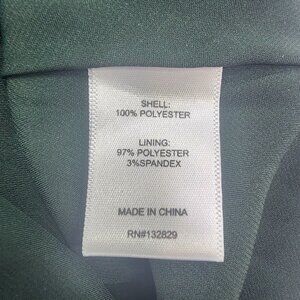 SHELL:
100% POLYESTER
LINING:
97% POLYESTER
3%SPANDEX
MADE IN CHINA
RN#132829